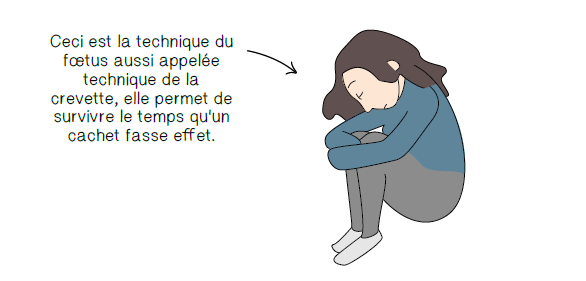 Ceci est la technique du
fœtus aussi appelée
technique de la
crevette, elle permet de
survivre le temps qu'un
cachet fasse effet.